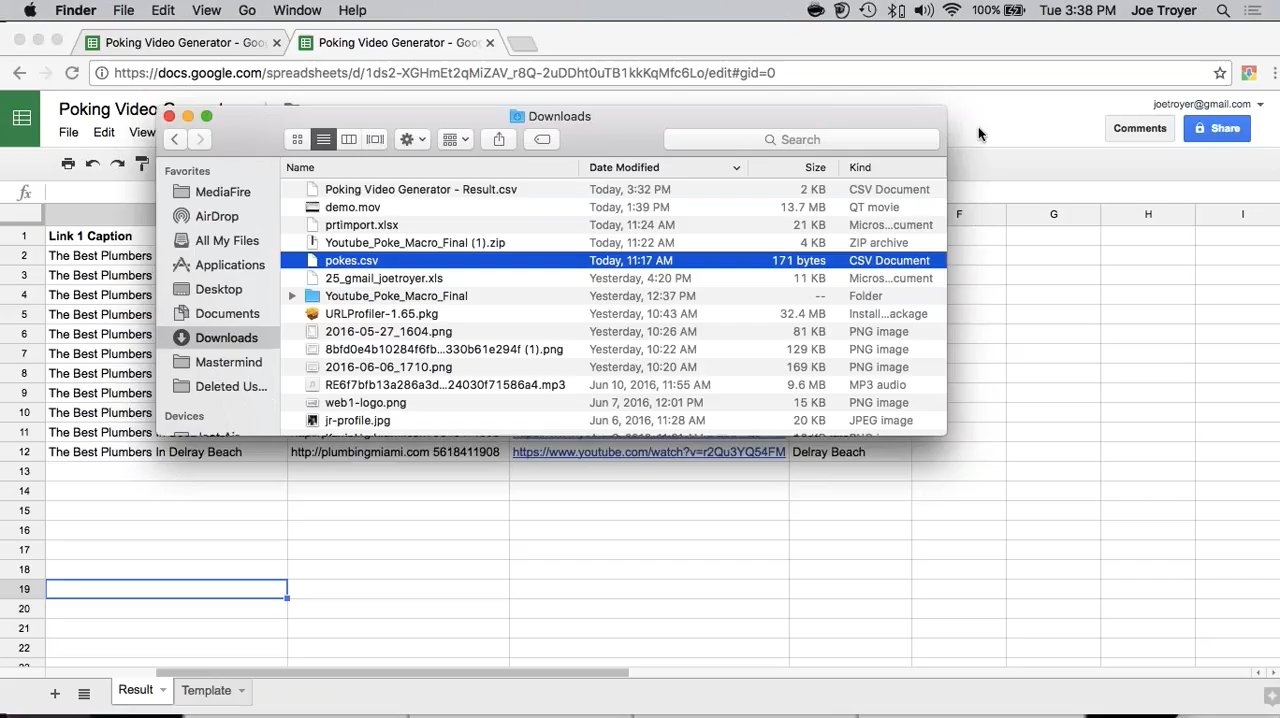 Finder File Edit View Go Window Help 100% Tue 3:38 PM Joe Troyer
Poking Video Generator - Goo Poking Video Generator - Goo
https://docs.google.com/spreadsheets/d/1ds2-XGHmEt2qMiZAV_r8Q-2uDDht0uTB1kkKqMfc6Lo/edit#gid=0
Poking Video joetroyer@gmail.com
File Edit View Comments Share
Downloads
Search
fx
Favorites
MediaFire
AirDrop
All My Files
Applications
Desktop
Documents
Downloads
Mastermind
Deleted Us...
Devices
Name Date Modified Size Kind
Poking Video Generator - Result.csv Today, 3:32 PM 2 KB CSV Document
demo.mov Today, 1:39 PM 13.7 MB QT movie
prtimport.xlsx Today, 11:24 AM 21 KB Micros...cument
Youtube_Poke_Macro_Final (1).zip Today, 11:22 AM 4 KB ZIP archive
pokes.csv Today, 11:17 AM 171 bytes CSV Document
25_gmail_joetroyer.xls Yesterday, 4:20 PM 11 KB Micros...cument
Youtube_Poke_Macro_Final Yesterday, 12:37 PM -- Folder
URLProfiler-1.65.pkg Yesterday, 10:43 AM 32.4 MB Install...ackage
2016-05-27_1604.png Yesterday, 10:26 AM 81 KB PNG image
8bfd0e4b10284f6fb...330b61e294f (1).png Yesterday, 10:22 AM 129 KB PNG image
2016-06-06_1710.png Yesterday, 10:20 AM 169 KB PNG image
RE6f7bfb13a286a3d...24030f71586a4.mp3 Jun 10, 2016, 11:55 AM 9.6 MB MP3 audio
web1-logo.png Jun 7, 2016, 12:01 PM 15 KB PNG image
jr-profile.jpg Jun 6, 2016, 11:28 AM 20 KB JPEG image
F G H I
1 Link 1 Caption
2 The Best Plumbers
3 The Best Plumbers
4 The Best Plumbers
5 The Best Plumbers
6 The Best Plumbers
7 The Best Plumbers
8 The Best Plumbers
9 The Best Plumbers
10 The Best Plumbers
11 The Best Plumbers
12 The Best Plumbers In Delray Beach http://plumbingmiami.com 5618411908 https://www.youtube.com/watch?v=r2Qu3YQ54FM Delray Beach
13
14
15
16
17
18
19
20
21
22
Result Template